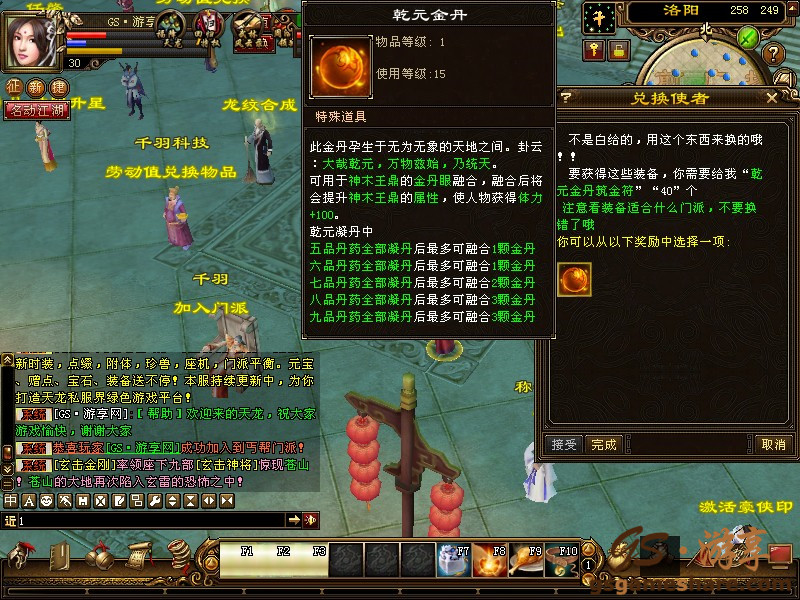 GS·游享
30
征 新 捷
名动江湖
升星
龙纹合成
千羽科技
劳动值兑换物品
千羽
加入门派
乾元金丹
物品等级: 1
使用等级:15
特殊道具
此金丹孕生于无为无象的天地之间。卦云
：大哉乾元，万物兹始，乃统天。
可用于神木王鼎的金丹眼融合，融合后将
会提升神木王鼎的属性，使人物获得体力
+100。
乾元凝丹中
五品丹药全部凝丹后最多可融合1颗金丹
六品丹药全部凝丹后最多可融合1颗金丹
七品丹药全部凝丹后最多可融合2颗金丹
八品丹药全部凝丹后最多可融合3颗金丹
九品丹药全部凝丹后最多可融合3颗金丹
洛阳 258 249
北
兑换使者
不是白给的，用这个东西来换的哦
！！
要获得这些装备，你需要给我“乾
元金丹筑金符”“40”个
注意看装备适合什么门派，不要换
错了哦
你可以从以下奖励中选择一项:
接受 完成 取消
称
新时装，点缀，附体，珍兽，座机，门派平衡。元宝
、赠点、宝石、装备送不停！本服持续更新中，为你
打造天龙私服界绿色游戏平台！
系统 [GS·游享网]:[ 帮助 ] 欢迎来的天龙，祝大家
游戏愉快，谢谢大家
系统 恭喜玩家[GS·游享网]成功加入到丐帮门派！
系统 [玄击金刚]率领座下九部[玄击神将]惊现苍山
！苍山的大地再次陷入玄雷的恐怖之中！
近1
激活豪侠印
F1 F2 F3 F7 F8 F9 F10
1
GS·游享